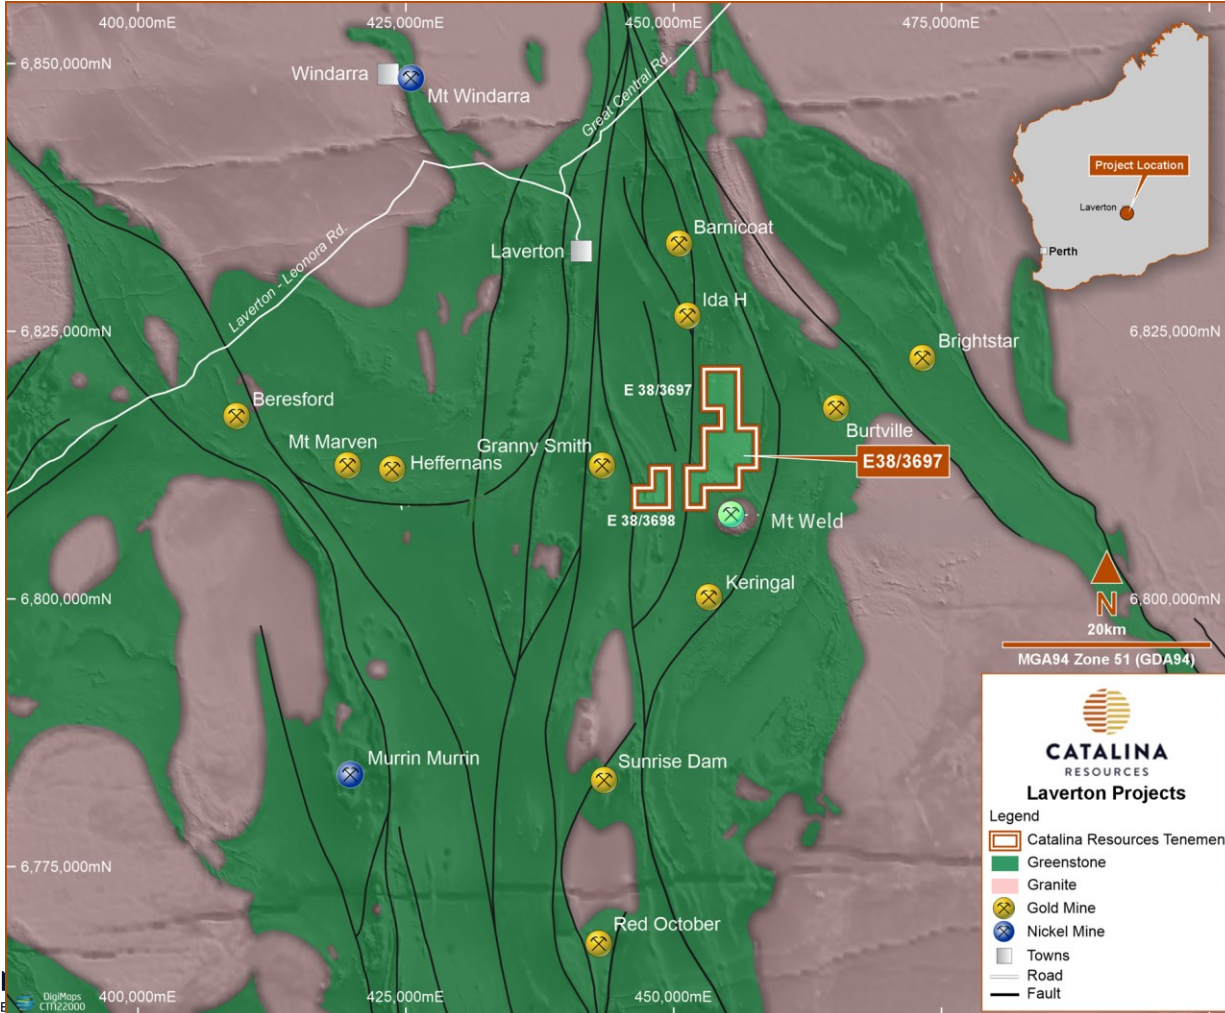 400,000mE
425,000mE
450,000mE
475,000mE
6,850,000mN
Windarra
Mt Windarra
Great Central Rd.
Project Location
Laverton
Perth
Laverton - Leonora Rd.
Laverton
Barnicoat
Ida H
6,825,000mN
6,825,000mN
Brightstar
E 38/3697
Beresford
Burtville
Mt Marven
Heffernans
Granny Smith
E38/3697
E 38/3698
Mt Weld
Keringal
6,800,000mN
N
6,800,000mN
20km
MGA94 Zone 51 (GDA94)
Murrin Murrin
Sunrise Dam
6,775,000mN
Red October
CATALINA
RESOURCES
Laverton Projects
Legend
Catalina Resources Tenemen
Greenstone
Granite
Gold Mine
Nickel Mine
Towns
Road
Fault
DigiMaps
CTN22000
400,000mE
425,000mE
450,000mE